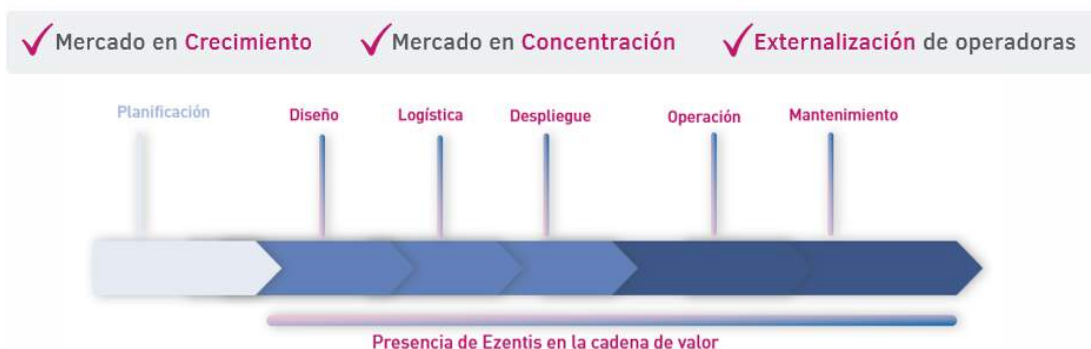 Mercado en Crecimiento Mercado en Concentración Externalización de operadoras
Planificación Diseño Logística Despliegue Operación Mantenimiento
Presencia de Ezentis en la cadena de valor